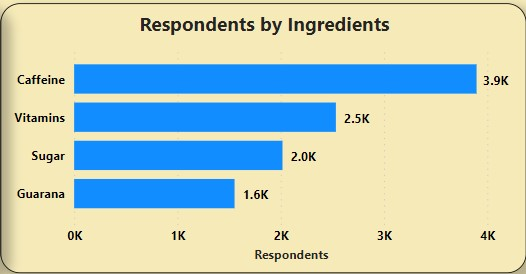 Respondents by Ingredients
Caffeine 3.9K
Vitamins 2.5K
Sugar 2.0K
Guarana 1.6K
0K 1K 2K 3K 4K
Respondents